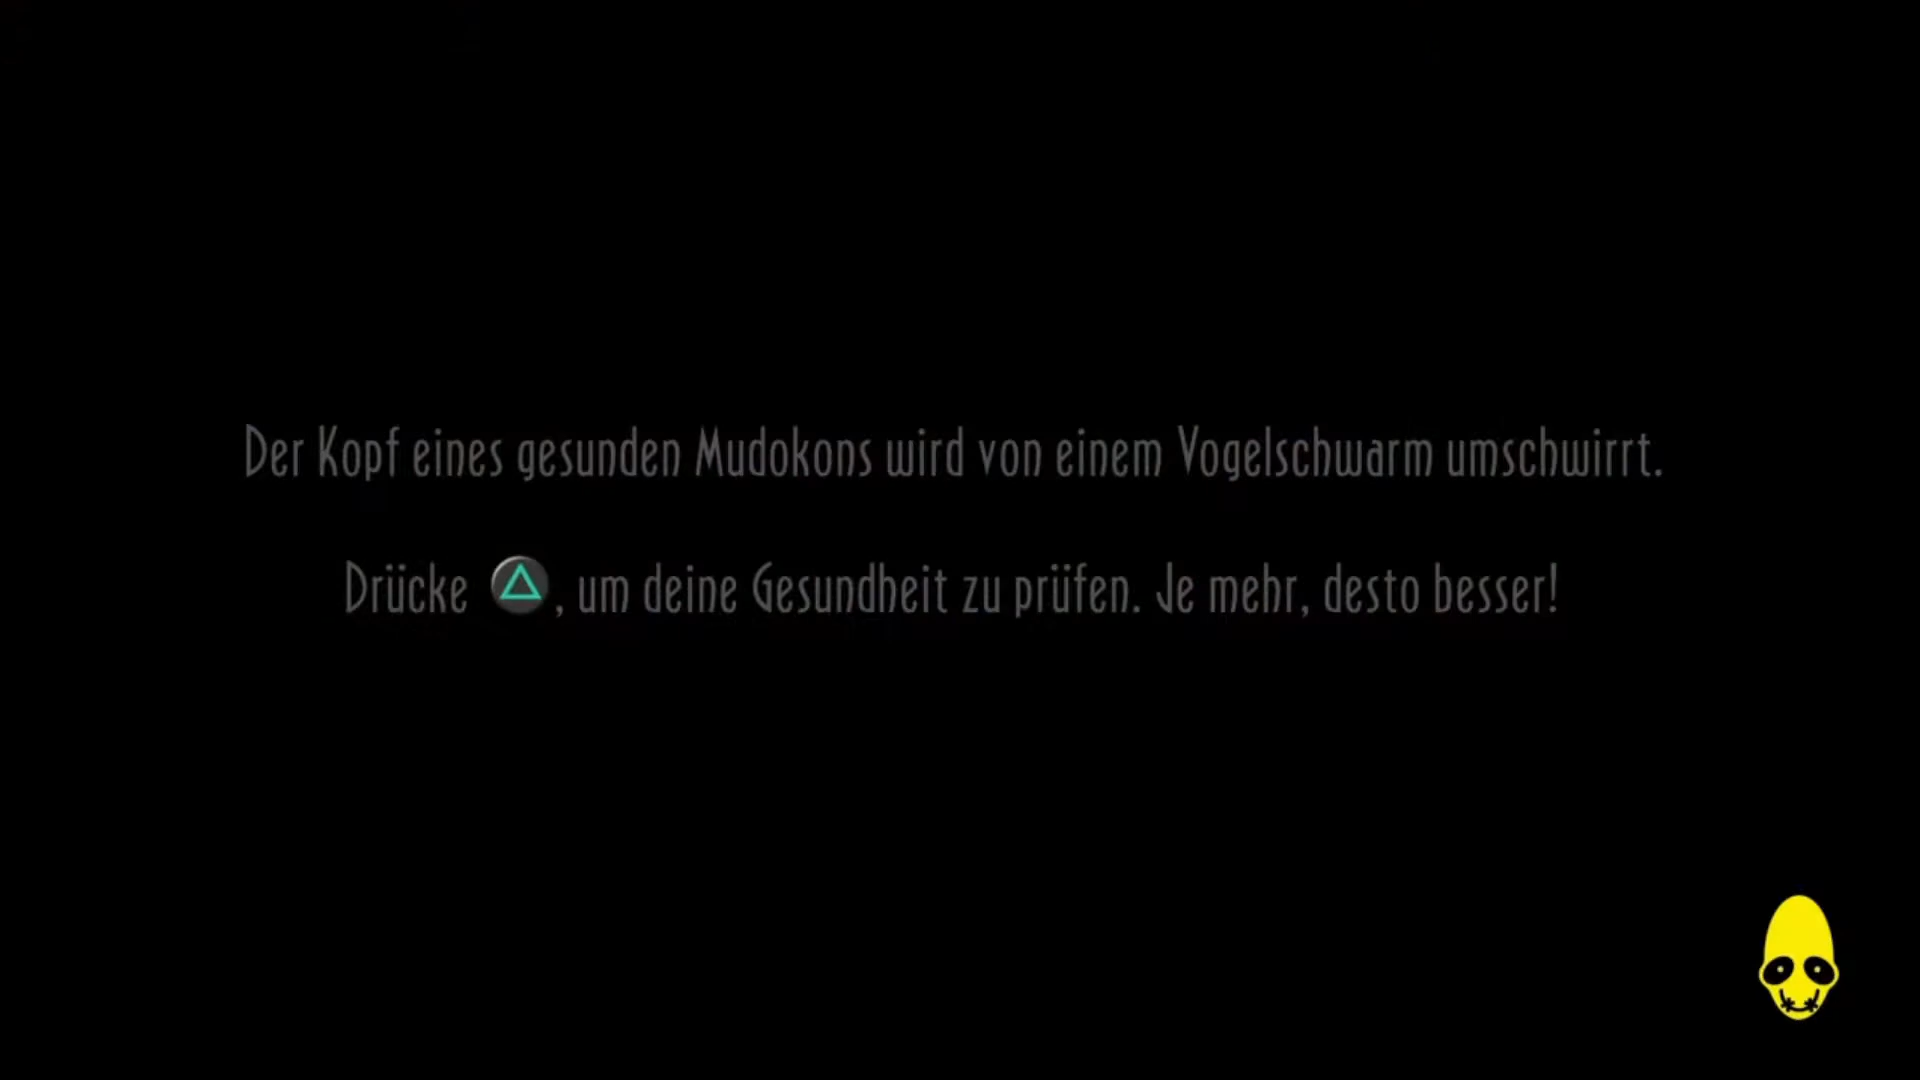 Der Kopf eines gesunden Mudokons wird von einem Vogelschwarm umschwirrt.
Drücke △, um deine Gesundheit zu prüfen. Je mehr, desto besser!